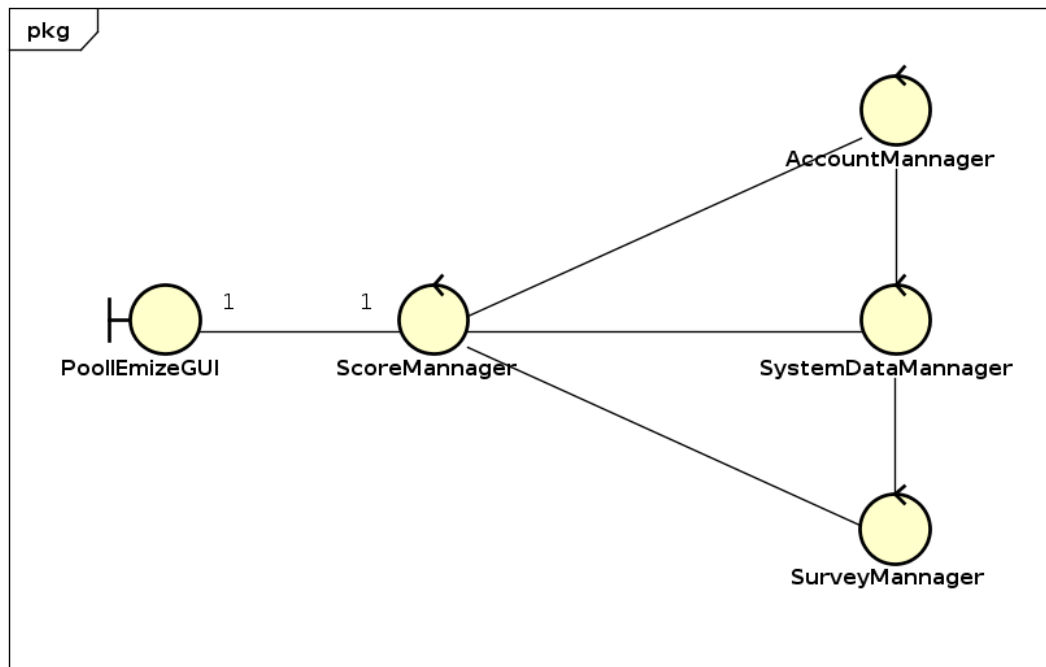 pkg
AccountMannager
1
1
PoollEmizeGUI
ScoreMannager
SystemDataMannager
SurveyMannager